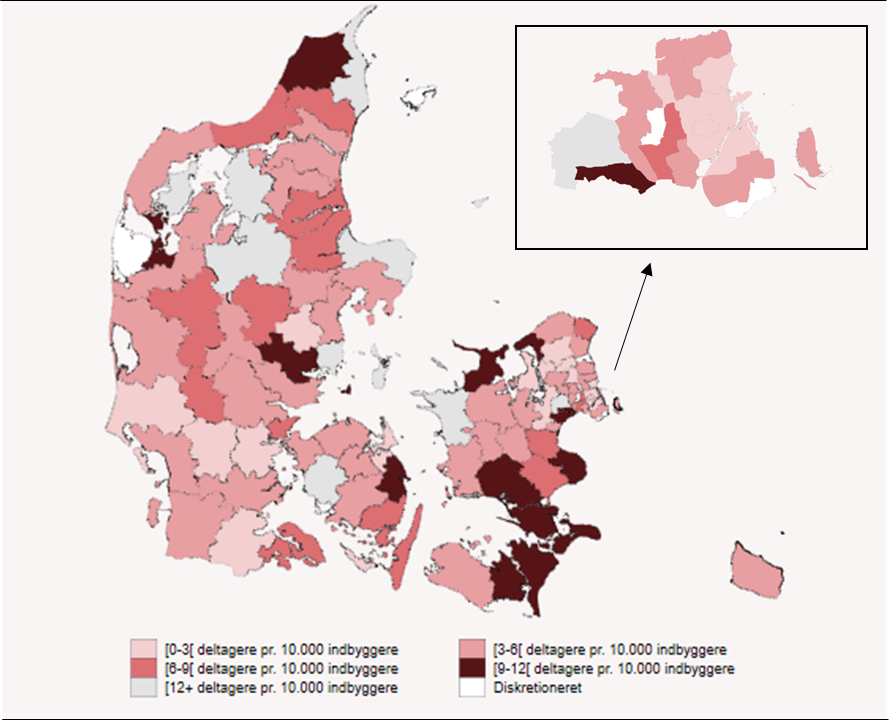 [0-3[ deltagere pr. 10.000 indbyggere
[3-6[ deltagere pr. 10.000 indbyggere
[6-9[ deltagere pr. 10.000 indbyggere
[9-12[ deltagere pr. 10.000 indbyggere
[12+ deltagere pr. 10.000 indbyggere
Diskretioneret